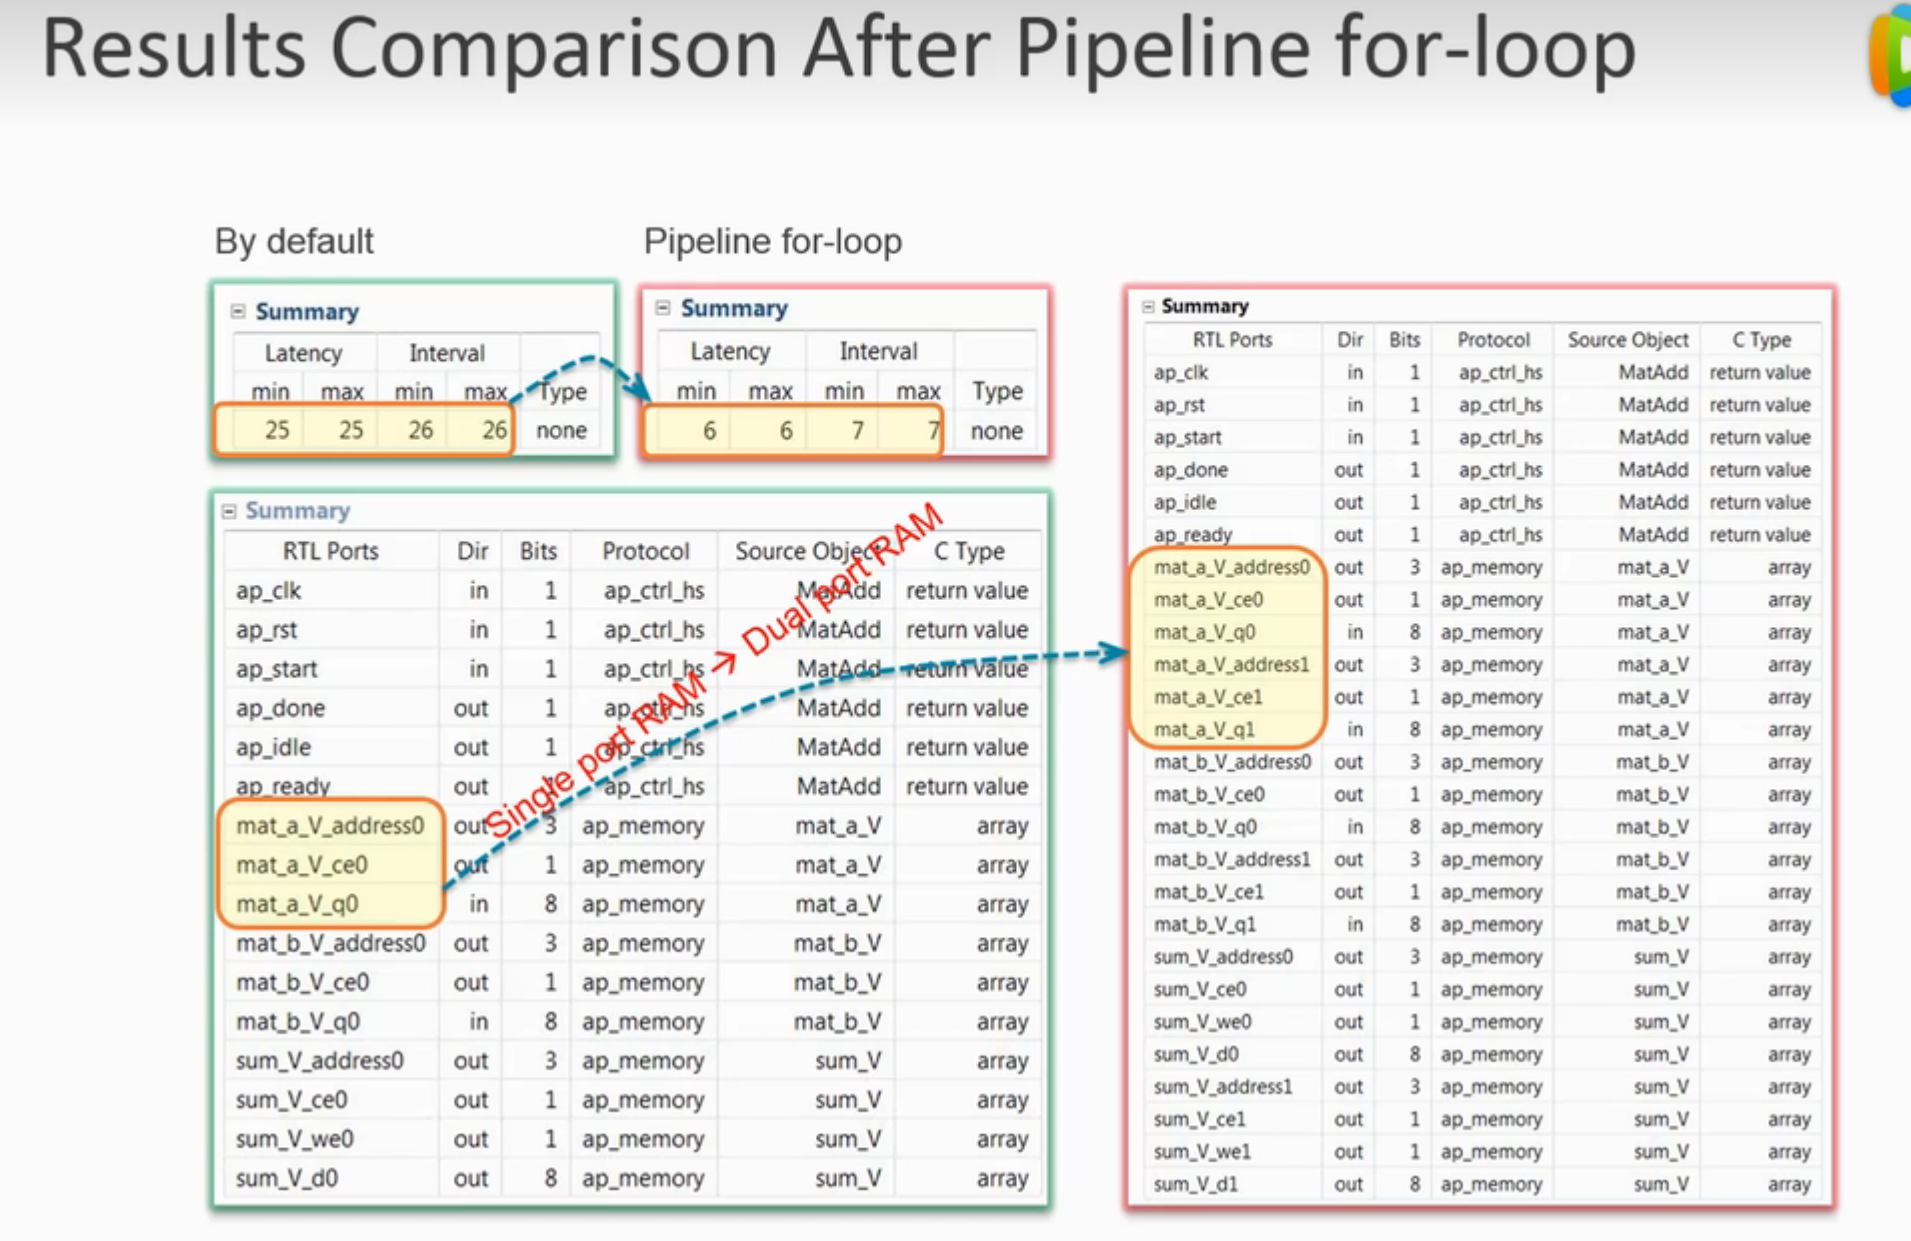 Results Comparison After Pipeline for-loop
By default
Summary
Latency Interval
min max min max Type
25 25 26 26 none
Pipeline for-loop
Summary
Latency Interval
min max min max Type
6 6 7 7 none
Summary
RTL Ports Dir Bits Protocol Source Object C Type
ap_clk in 1 ap_ctrl_hs MatAdd return value
ap_rst in 1 ap_ctrl_hs MatAdd return value
ap_start in 1 ap_ctrl_hs MatAdd return value
ap_done out 1 ap_ctrl_hs MatAdd return value
ap_idle out 1 ap_ctrl_hs MatAdd return value
ap_ready out 1 ap_ctrl_hs MatAdd return value
mat_a_V_address0 out 3 ap_memory mat_a_V array
mat_a_V_ce0 out 1 ap_memory mat_a_V array
mat_a_V_q0 in 8 ap_memory mat_a_V array
mat_b_V_address0 out 3 ap_memory mat_b_V array
mat_b_V_ce0 out 1 ap_memory mat_b_V array
mat_b_V_q0 in 8 ap_memory mat_b_V array
sum_V_address0 out 3 ap_memory sum_V array
sum_V_ce0 out 1 ap_memory sum_V array
sum_V_we0 out 1 ap_memory sum_V array
sum_V_d0 out 8 ap_memory sum_V array
Single port RAM → Dual port RAM
Summary
RTL Ports Dir Bits Protocol Source Object C Type
ap_clk in 1 ap_ctrl_hs MatAdd return value
ap_rst in 1 ap_ctrl_hs MatAdd return value
ap_start in 1 ap_ctrl_hs MatAdd return value
ap_done out 1 ap_ctrl_hs MatAdd return value
ap_idle out 1 ap_ctrl_hs MatAdd return value
ap_ready out 1 ap_ctrl_hs MatAdd return value
mat_a_V_address0 out 3 ap_memory mat_a_V array
mat_a_V_ce0 out 1 ap_memory mat_a_V array
mat_a_V_q0 in 8 ap_memory mat_a_V array
mat_a_V_address1 out 3 ap_memory mat_a_V array
mat_a_V_ce1 out 1 ap_memory mat_a_V array
mat_a_V_q1 in 8 ap_memory mat_a_V array
mat_b_V_address0 out 3 ap_memory mat_b_V array
mat_b_V_ce0 out 1 ap_memory mat_b_V array
mat_b_V_q0 in 8 ap_memory mat_b_V array
mat_b_V_address1 out 3 ap_memory mat_b_V array
mat_b_V_ce1 out 1 ap_memory mat_b_V array
mat_b_V_q1 in 8 ap_memory mat_b_V array
sum_V_address0 out 3 ap_memory sum_V array
sum_V_ce0 out 1 ap_memory sum_V array
sum_V_we0 out 1 ap_memory sum_V array
sum_V_d0 out 8 ap_memory sum_V array
sum_V_address1 out 3 ap_memory sum_V array
sum_V_ce1 out 1 ap_memory sum_V array
sum_V_we1 out 1 ap_memory sum_V array
sum_V_d1 out 8 ap_memory sum_V array